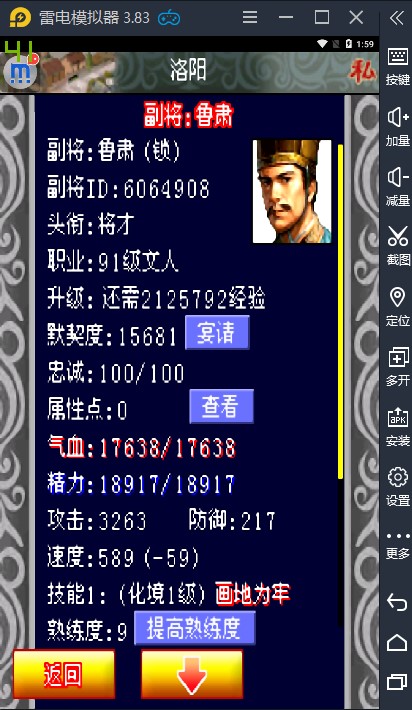 雷电模拟器 3.83
41
1:59
m
洛阳
私
副将:鲁肃
副将:鲁肃(锁)
副将ID:6064908
头衔:将才
职业:91级文人
升级:还需2125792经验
默契度:15681 宴请
忠诚:100/100
属性点:0 查看
气血:17638/17638
精力:18917/18917
攻击:3263 防御:217
速度:589(-59)
技能1:(化境1级)画地为牢
熟练度:9 提高熟练度
返回
按键
加量
减量
截图
定位
多开
APK
安装
设置
更多